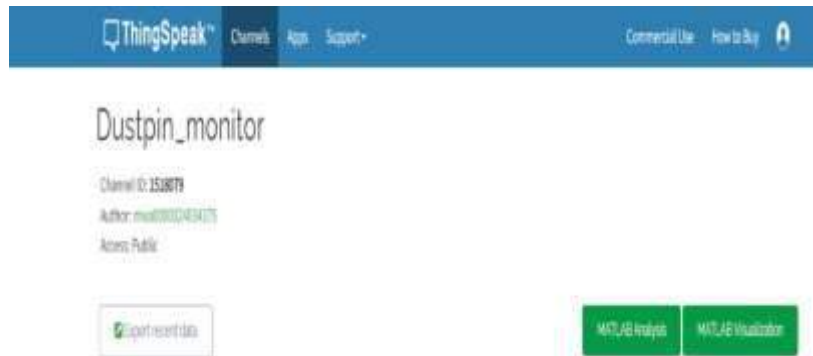 ThingSpeak™ Channels Apps Support Commercial Use How to Buy
Dustpin_monitor
Channel ID: 1518079
Author:
Access: Public
Export recent data MATLAB Analysis MATLAB Visualization